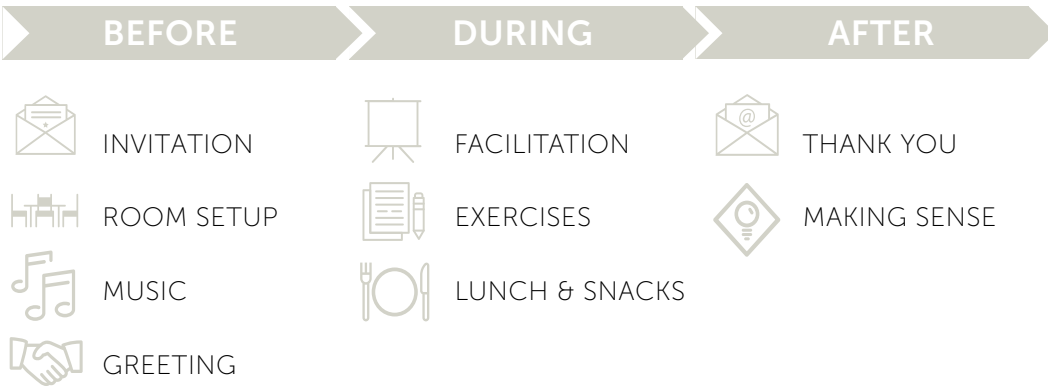 BEFORE
DURING
AFTER
INVITATION
ROOM SETUP
MUSIC
GREETING
FACILITATION
EXERCISES
LUNCH & SNACKS
@
THANK YOU
MAKING SENSE